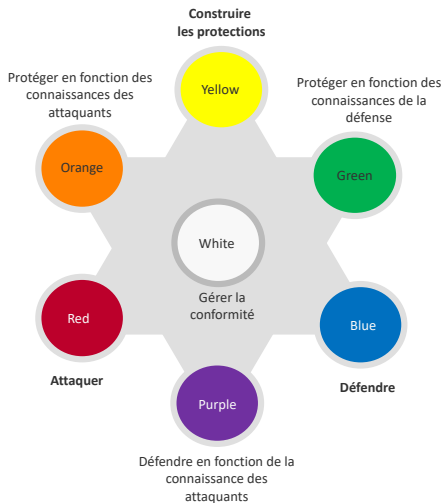 Construire
les protections
Protéger en fonction des
connaissances des
attaquants
Yellow
Protéger en fonction des
connaissances de la
défense
Orange
Green
White
Gérer la
conformité
Red
Blue
Attaquer
Défendre
Purple
Défendre en fonction de la
connaissance des
attaquants